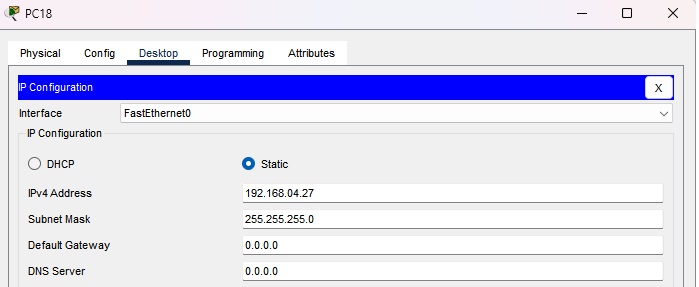 PC18
Physical Config Desktop Programming Attributes
IP Configuration X
Interface FastEthernet0
IP Configuration
DHCP Static
IPv4 Address 192.168.04.27
Subnet Mask 255.255.255.0
Default Gateway 0.0.0.0
DNS Server 0.0.0.0